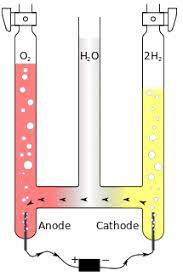 O₂ H₂O 2H₂
Anode Cathode
+ −